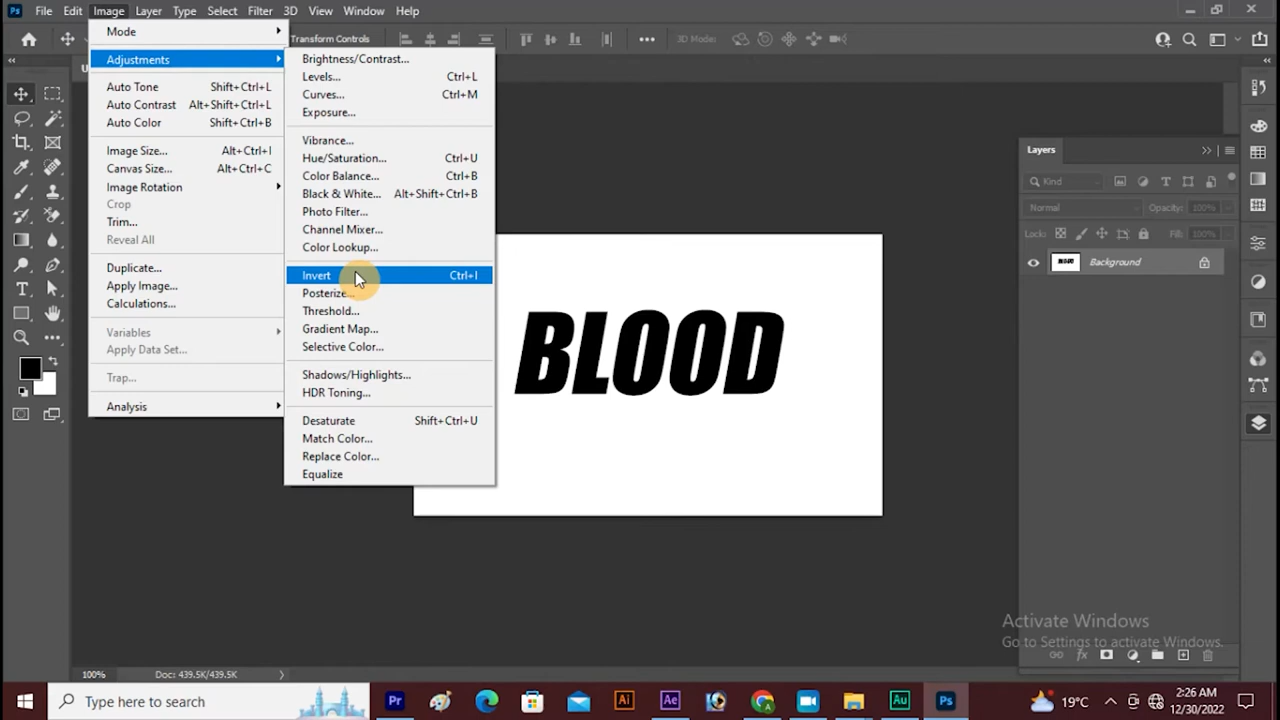 Ps File Edit Image Layer Type Select Filter 3D View Window Help
Transform Controls 3D Mode:
Mode
Adjustments
Auto Tone Shift+Ctrl+L
Auto Contrast Alt+Shift+Ctrl+L
Auto Color Shift+Ctrl+B
Image Size... Alt+Ctrl+I
Canvas Size... Alt+Ctrl+C
Image Rotation
Crop
Trim...
Reveal All
Duplicate...
Apply Image...
Calculations...
Variables
Apply Data Set...
Trap...
Analysis
Brightness/Contrast...
Levels... Ctrl+L
Curves... Ctrl+M
Exposure...
Vibrance...
Hue/Saturation... Ctrl+U
Color Balance... Ctrl+B
Black & White... Alt+Shift+Ctrl+B
Photo Filter...
Channel Mixer...
Color Lookup...
Invert Ctrl+I
Posterize...
Threshold...
Gradient Map...
Selective Color...
Shadows/Highlights...
HDR Toning...
Desaturate Shift+Ctrl+U
Match Color...
Replace Color...
Equalize
BLOOD
Layers
Kind
Normal Opacity: 100%
Lock: Fill: 100%
Background
Activate Windows
Go to Settings to activate Windows.
100% Doc: 439.5K/439.5K
Type here to search
Pr Ai Ae Au Ps
19°C
2:26 AM
12/30/2022